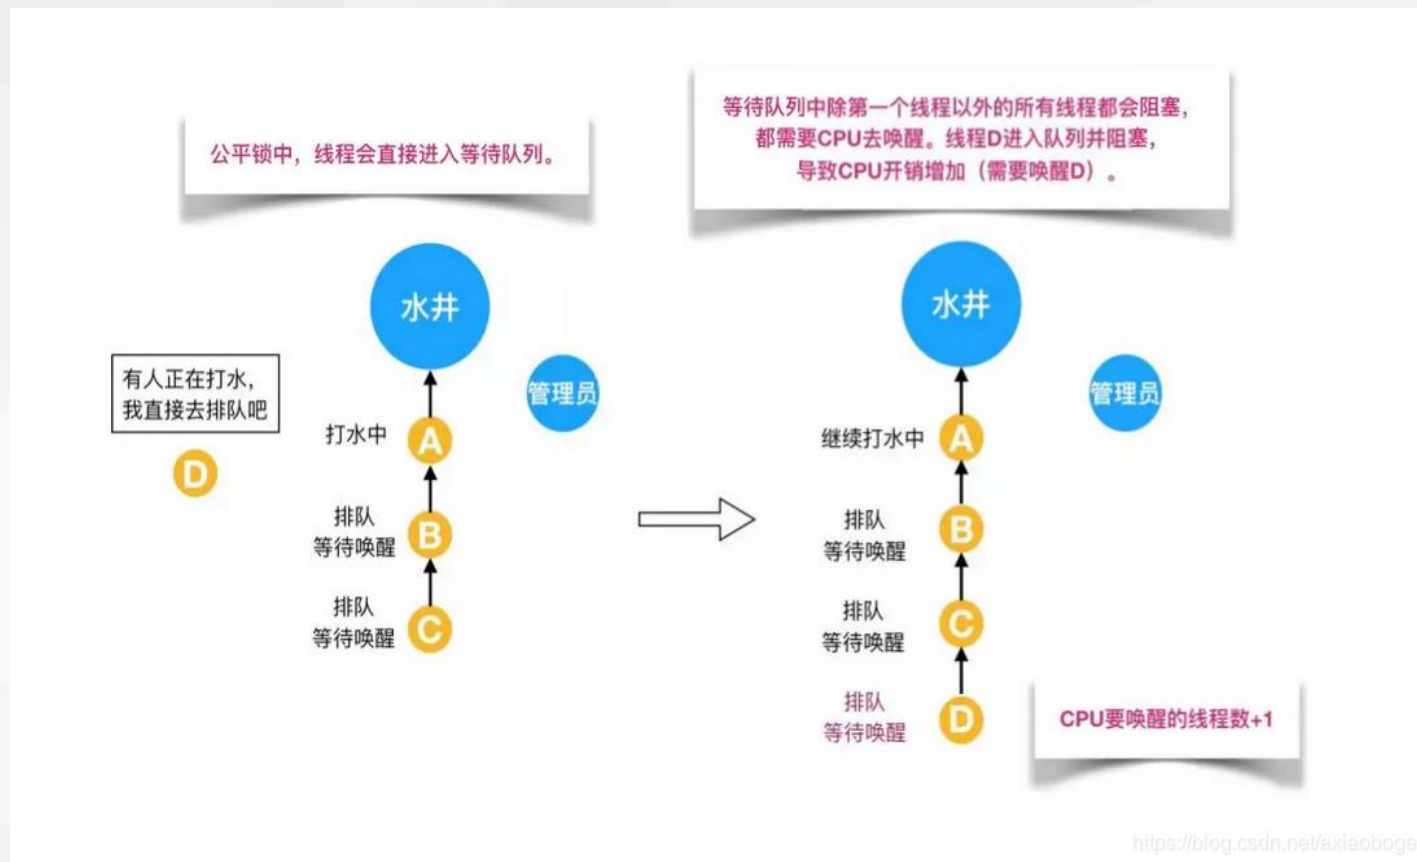 公平锁中，线程会直接进入等待队列。
等待队列中除第一个线程以外的所有线程都会阻塞，
都需要CPU去唤醒。线程D进入队列并阻塞，
导致CPU开销增加（需要唤醒D）。
水井
管理员
有人正在打水，
我直接去排队吧
D
打水中
A
排队
等待唤醒
B
排队
等待唤醒
C
水井
管理员
继续打水中
A
排队
等待唤醒
B
排队
等待唤醒
C
排队
等待唤醒
D
CPU要唤醒的线程数+1
https://blog.csdn.net/axiaoboge